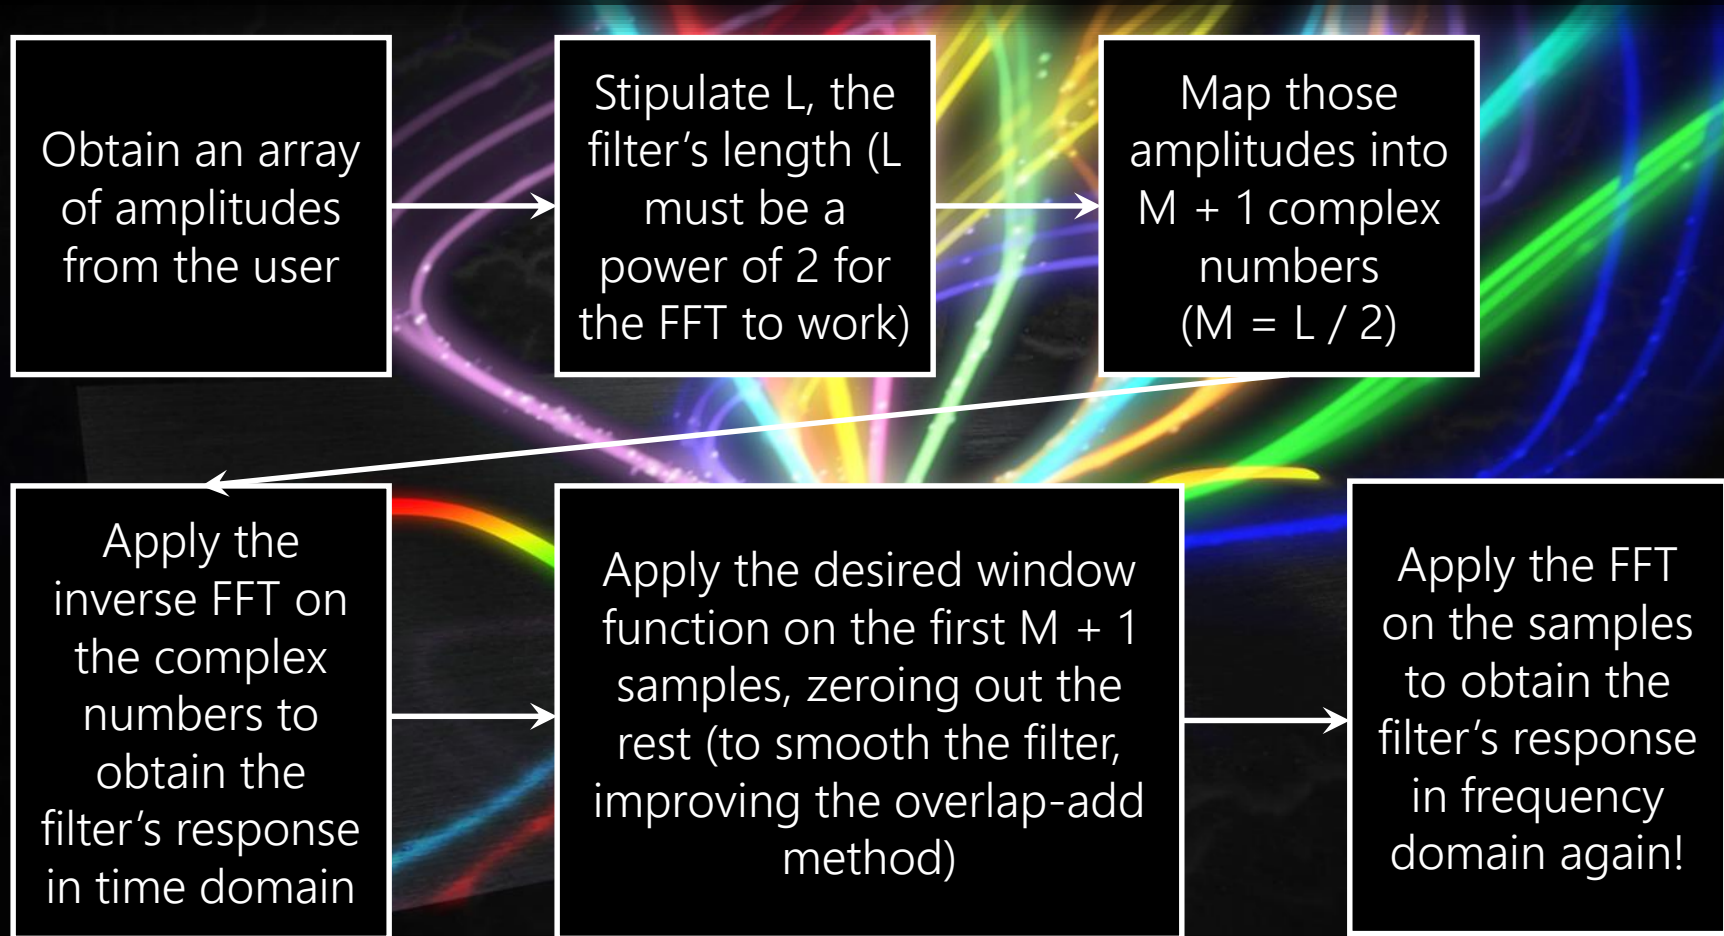 Obtain an array
of amplitudes
from the user
Stipulate L, the
filter’s length (L
must be a
power of 2 for
the FFT to work)
Map those
amplitudes into
M + 1 complex
numbers
(M = L / 2)
Apply the
inverse FFT on
the complex
numbers to
obtain the
filter’s response
in time domain
Apply the desired window
function on the first M + 1
samples, zeroing out the
rest (to smooth the filter,
improving the overlap-add
method)
Apply the FFT
on the samples
to obtain the
filter’s response
in frequency
domain again!